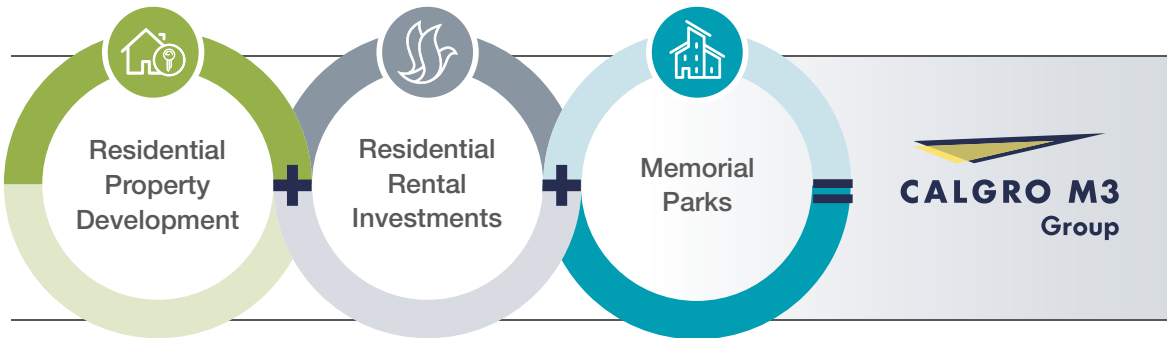 Residential
Property
Development
+
Residential
Rental
Investments
+
Memorial
Parks
=
CALGRO M3
Group